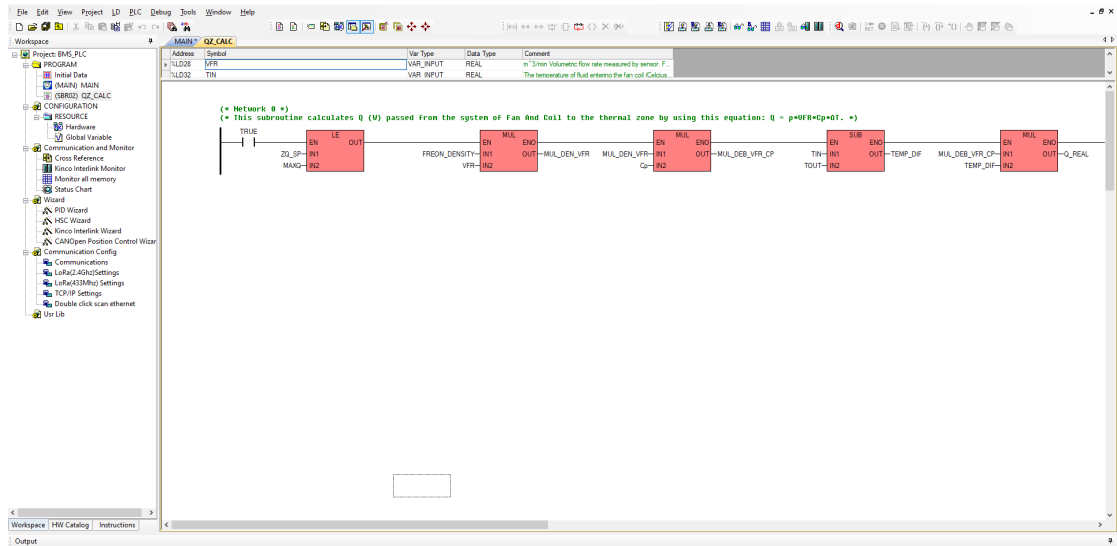 File Edit View Project LD PLC Debug Tools Window Help
Workspace
MAIN* QZ_CALC
Project: BMS_PLC
PROGRAM
Initial Data
(MAIN) MAIN
(SBR02) QZ_CALC
CONFIGURATION
RESOURCE
Hardware
Global Variable
Communication and Monitor
Cross Reference
Kinco Interlink Monitor
Monitor all memory
Status Chart
Wizard
PID Wizard
HSC Wizard
Kinco Interlink Wizard
CANOpen Position Control Wizar
Communication Config
Communications
LoRa(2.4Ghz)Settings
LoRa(433Mhz) Settings
TCP/IP Settings
Double click scan ethernet
Usr Lib
Workspace HW Catalog Instructions
Output
Address Symbol Var Type Data Type Comment
%LD28 VFR VAR_INPUT REAL m^3/min Volumetric flow rate measured by sensor. F...
%LD32 TIN VAR_INPUT REAL The temperature of fluid entering the fan coil (Celcius...
(* Network 0 *)
(* This subroutine calculates Q (W) passed from the system of Fan And Coil to the thermal zone by using this equation: Q = p*VFR*Cp*ΔT. *)
TRUE
LE
EN OUT
ZQ_SP IN1
MAXQ IN2
MUL
EN ENO
FREON_DENSITY IN1 OUT MUL_DEN_VFR
VFR IN2
MUL
EN ENO
MUL_DEN_VFR IN1 OUT MUL_DEB_VFR_CP
Cp IN2
SUB
EN ENO
TIN IN1 OUT TEMP_DIF
TOUT IN2
MUL
EN ENO
MUL_DEB_VFR_CP IN1 OUT Q_REAL
TEMP_DIF IN2